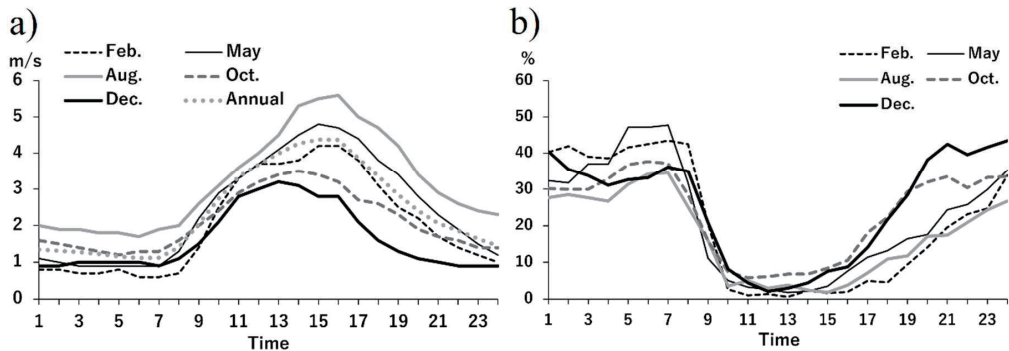 a)
m/s
Feb. May
Aug. Oct.
Dec. Annual
6
5
4
3
2
1
0
1 3 5 7 9 11 13 15 17 19 21 23
Time
b)
%
Feb. May
Aug. Oct.
Dec.
60
50
40
30
20
10
0
1 3 5 7 9 11 13 15 17 19 21 23
Time